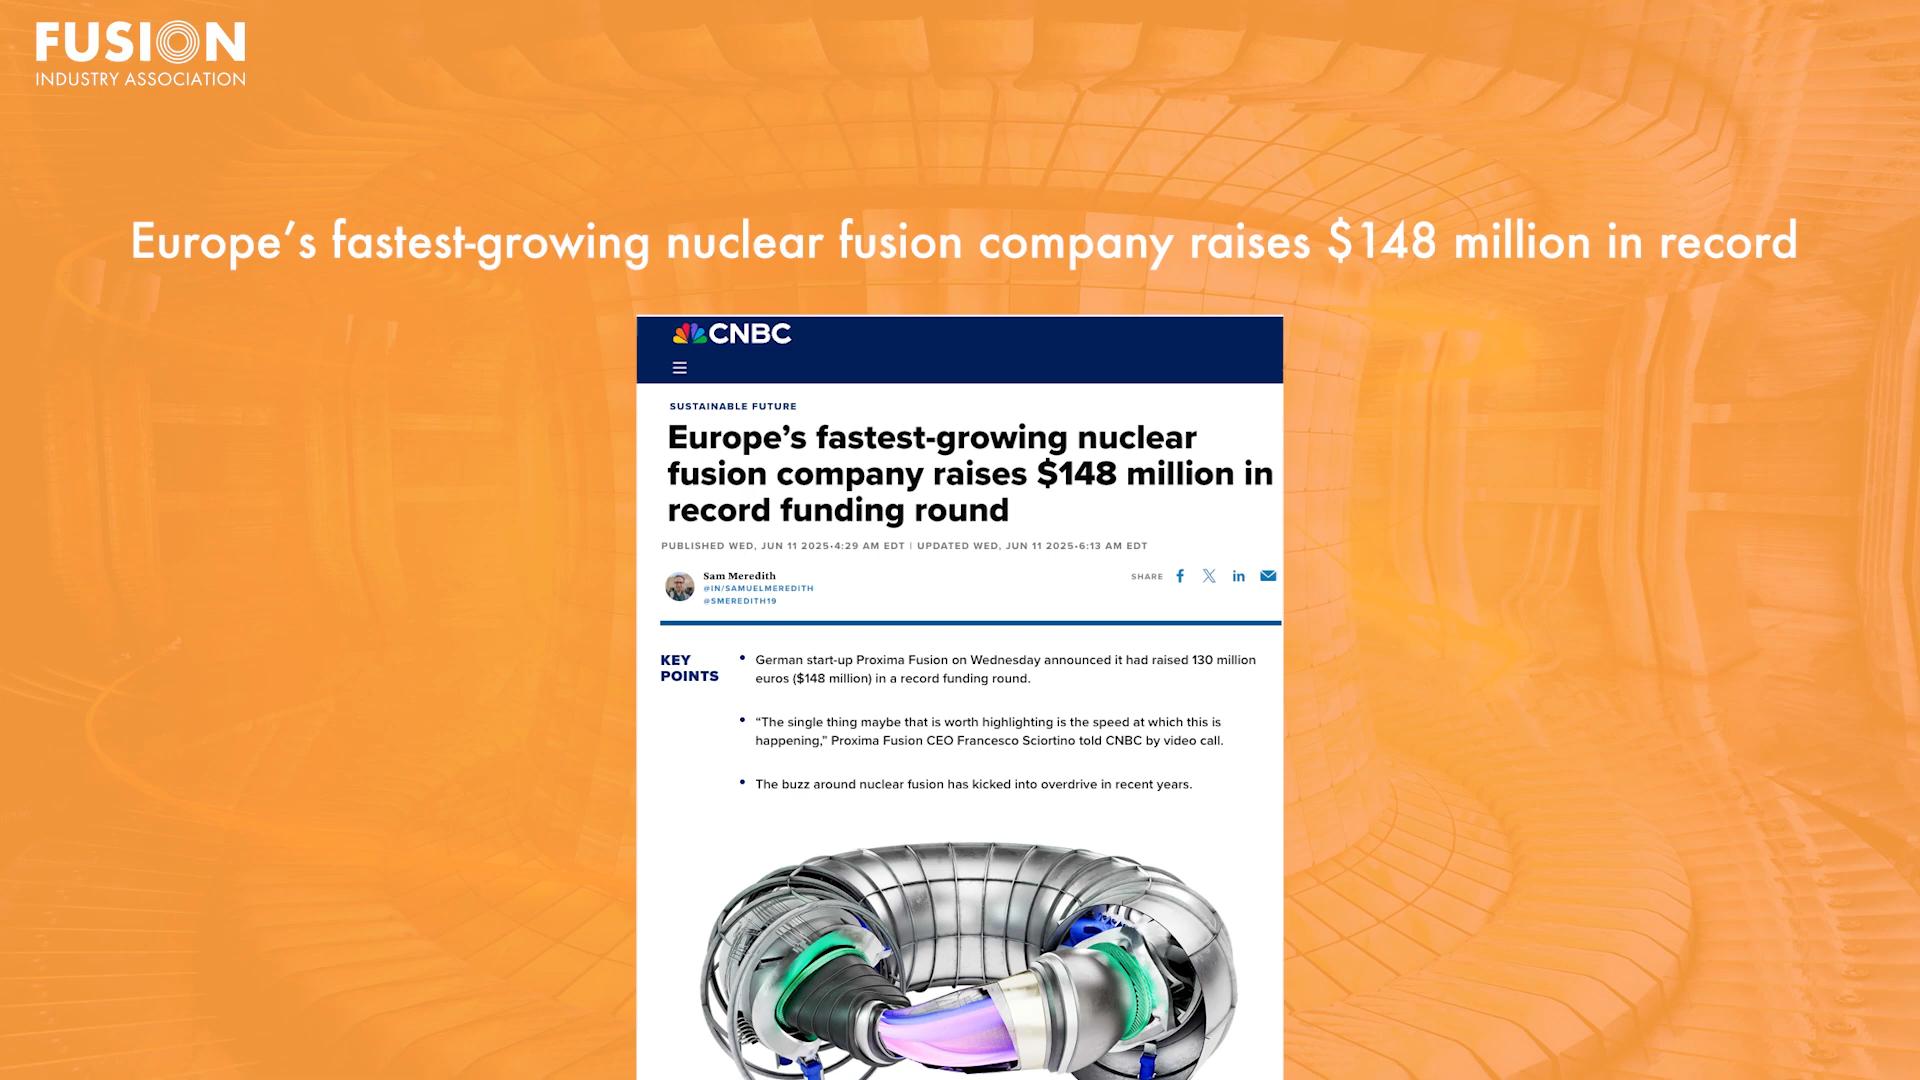 FUSION
INDUSTRY ASSOCIATION
Europe’s fastest-growing nuclear fusion company raises $148 million in record
CNBC
SUSTAINABLE FUTURE
Europe’s fastest-growing nuclear
fusion company raises $148 million in
record funding round
PUBLISHED WED, JUN 11 2025•4:29 AM EDT | UPDATED WED, JUN 11 2025•6:13 AM EDT
Sam Meredith
@IN/SAMUELMEREDITH
@SMEREDITH19
SHARE
KEY
POINTS
• German start-up Proxima Fusion on Wednesday announced it had raised 130 million
euros ($148 million) in a record funding round.
• “The single thing maybe that is worth highlighting is the speed at which this is
happening,” Proxima Fusion CEO Francesco Sciortino told CNBC by video call.
• The buzz around nuclear fusion has kicked into overdrive in recent years.